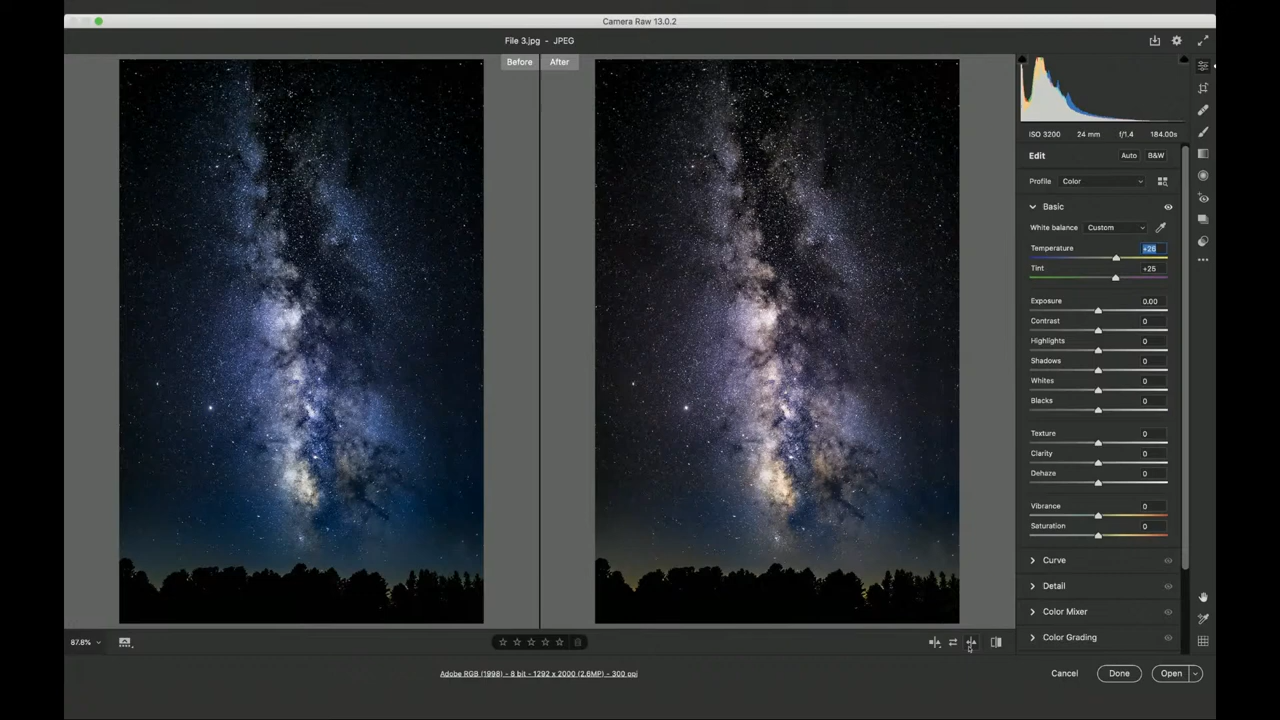 Camera Raw 13.0.2
File 3.jpg - JPEG
Before
After
ISO 3200 24 mm f/1.4 184.00s
Edit Auto B&W
Profile Color
Basic
White balance Custom
Temperature +26
Tint +25
Exposure 0.00
Contrast 0
Highlights 0
Shadows 0
Whites 0
Blacks 0
Texture 0
Clarity 0
Dehaze 0
Vibrance 0
Saturation 0
Curve
Detail
Color Mixer
Color Grading
87.8%
Adobe RGB (1998) - 8 bit - 1292 x 2000 (2.6MP) - 300 ppi
Cancel Done Open